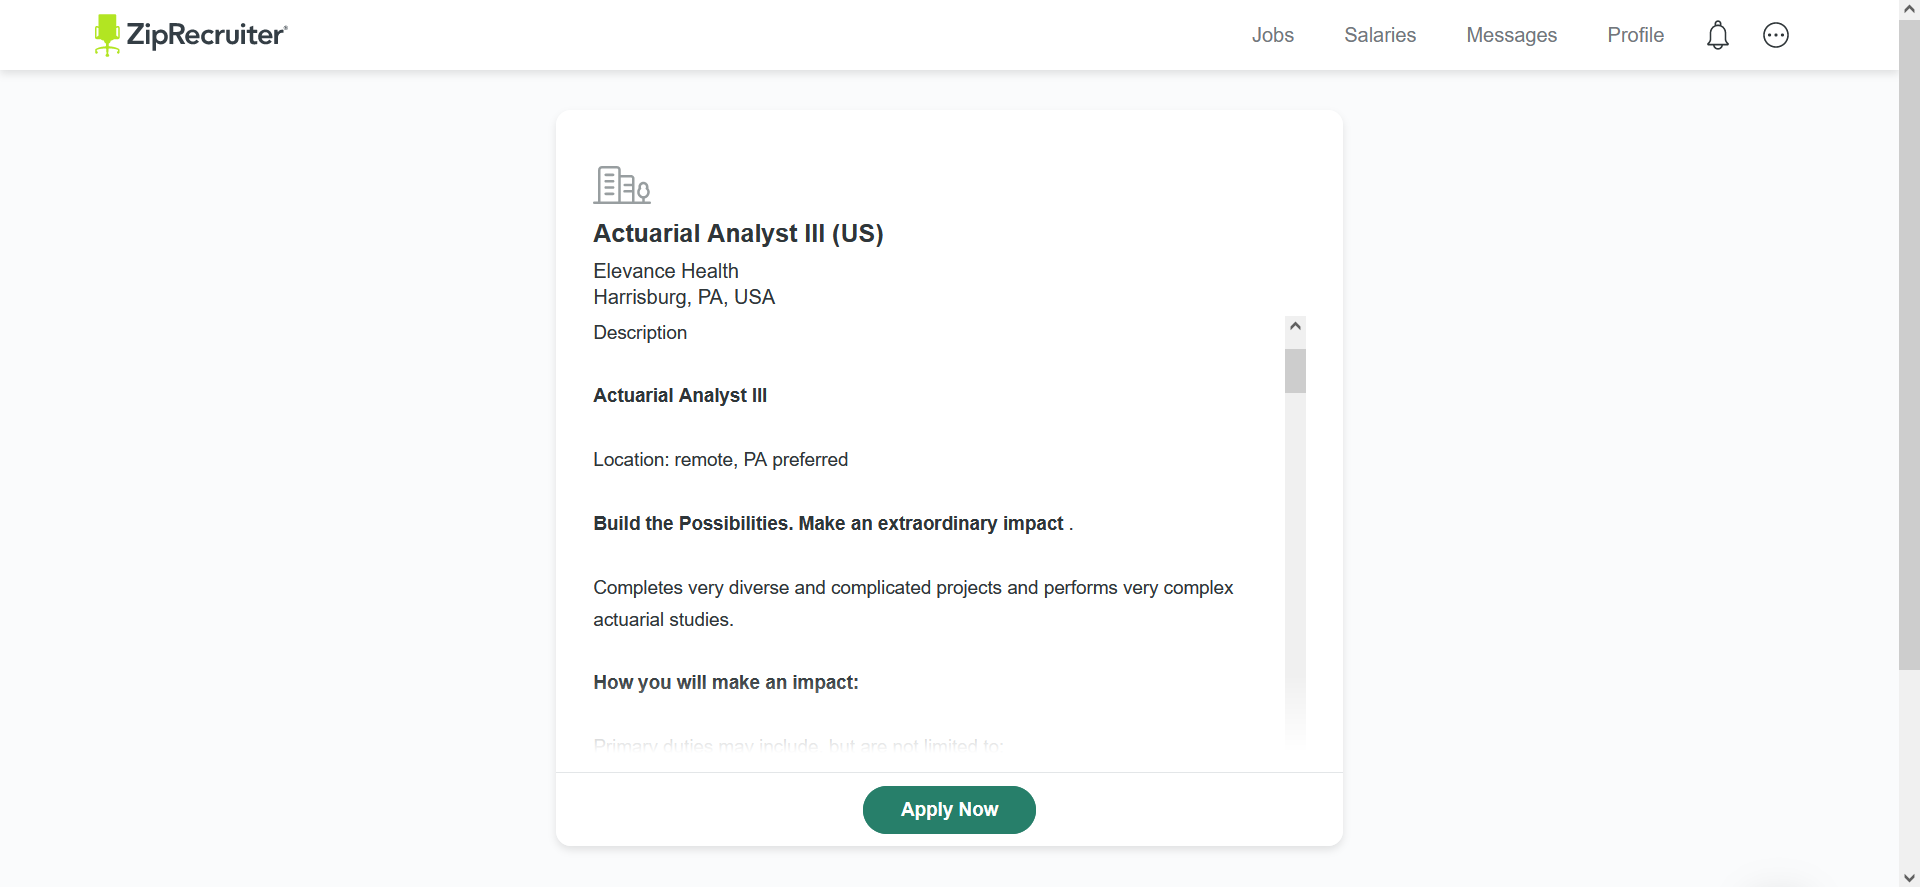 ZipRecruiter
Jobs Salaries Messages Profile
Actuarial Analyst III (US)
Elevance Health
Harrisburg, PA, USA
Description
Actuarial Analyst III
Location: remote, PA preferred
Build the Possibilities. Make an extraordinary impact .
Completes very diverse and complicated projects and performs very complex
actuarial studies.
How you will make an impact:
Primary duties may include, but are not limited to:
Apply Now